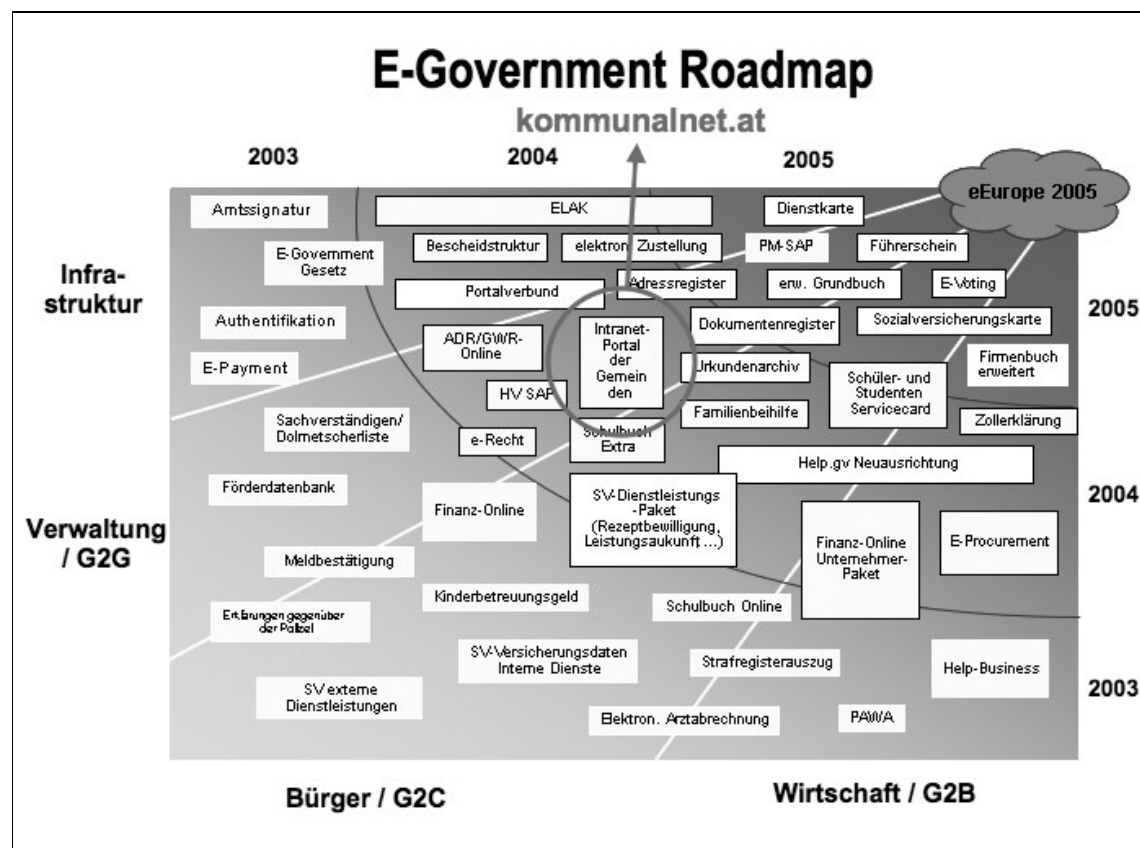 E-Government Roadmap
kommunalnet.at
2003
2004
2005
eEurope 2005
Amtssignatur
ELAK
Dienstkarte
E-Government
Gesetz
Bescheidstruktur
elektron. Zustellung
PM-SAP
Führerschein
Infra-
struktur
Portalverbund
Adressregister
erw. Grundbuch
E-Voting
2005
Authentifikation
ADR/GWR-
Online
Intranet-
Portal
der
Gemein
den
Dokumentenregister
Sozialversicherungskarte
E-Payment
HV SAP
Urkundenarchiv
Schüler- und
Studenten
Servicecard
Firmenbuch
erweitert
Sachverständigen/
Dolmetscherliste
e-Recht
Schulbuch
Extra
Familienbeihilfe
Zollerklärung
Help.gv Neuausrichtung
Förderdatenbank
Finanz-Online
SV-Dienstleistungs
-Paket
(Rezeptbewilligung,
Leistungsaukunft, ...)
2004
Verwaltung
/ G2G
Finanz-Online
Unternehmer-
Paket
E-Procurement
Meldbestätigung
Kinderbetreuungsgeld
Schulbuch Online
Erklärungen gegenüber
der Polizei
SV-Versicherungsdaten
Interne Dienste
Strafregisterauszug
Help-Business
2003
SV externe
Dienstleistungen
Elektron. Arztabrechnung
PAWA
Bürger / G2C
Wirtschaft / G2B